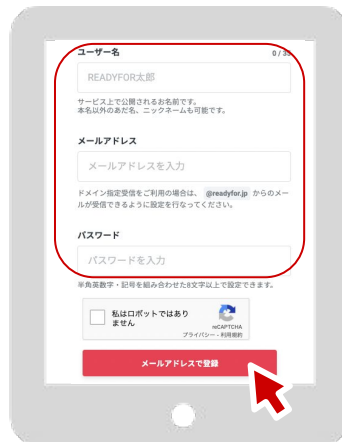 ユーザー名 0 / 35
READYFOR太郎
サービス上で公開されるお名前です。
本名以外のあだ名、ニックネームも可能です。
メールアドレス
メールアドレスを入力
ドメイン指定受信をご利用の場合は、 @readyfor.jp からのメー
ルが受信できるように設定を行なってください。
パスワード
パスワードを入力
半角英数字・記号を組み合わせた8文字以上で設定できます。
私はロボットではあり
ません
reCAPTCHA
プライバシー - 利用規約
メールアドレスで登録